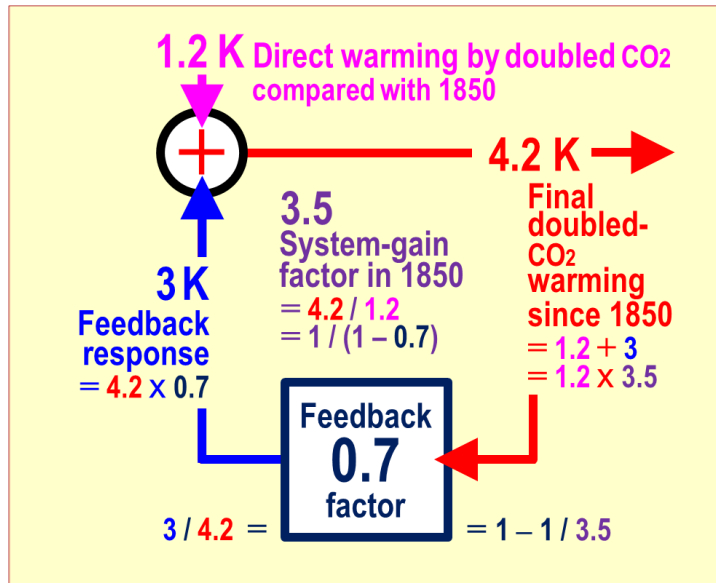 1.2 K Direct warming by doubled CO2
compared with 1850
+
4.2 K
Final
doubled-
CO2
warming
since 1850
= 1.2 + 3
= 1.2 x 3.5
3.5
System-gain
factor in 1850
= 4.2 / 1.2
= 1 / (1 – 0.7)
3 K
Feedback
response
= 4.2 x 0.7
Feedback
0.7
factor
3 / 4.2 =
= 1 – 1 / 3.5